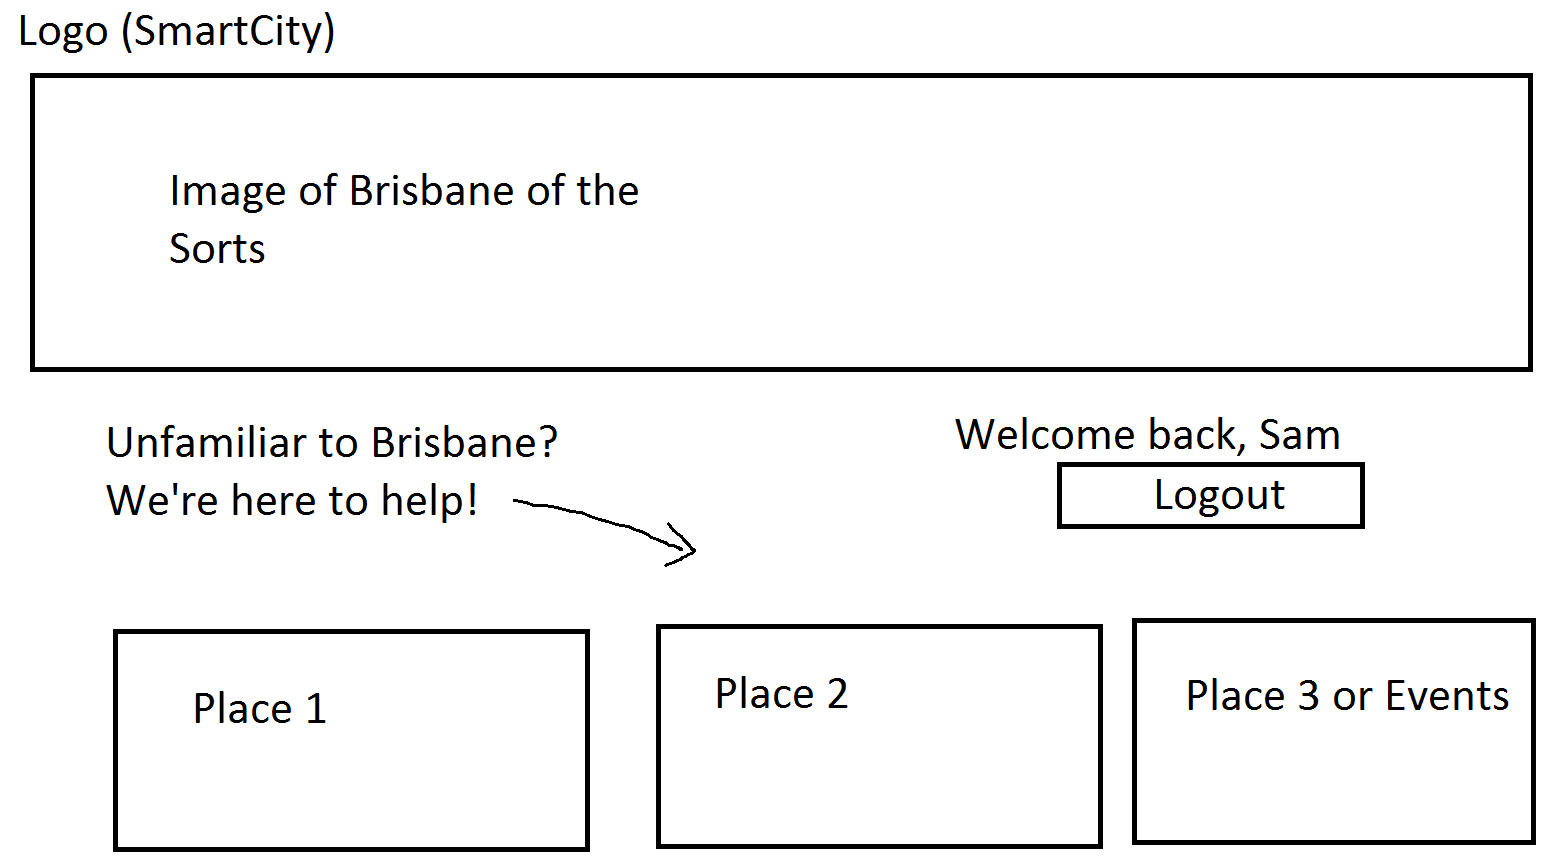 Logo (SmartCity)
Image of Brisbane of the
Sorts
Unfamiliar to Brisbane?
We're here to help!
Welcome back, Sam
Logout
Place 1
Place 2
Place 3 or Events